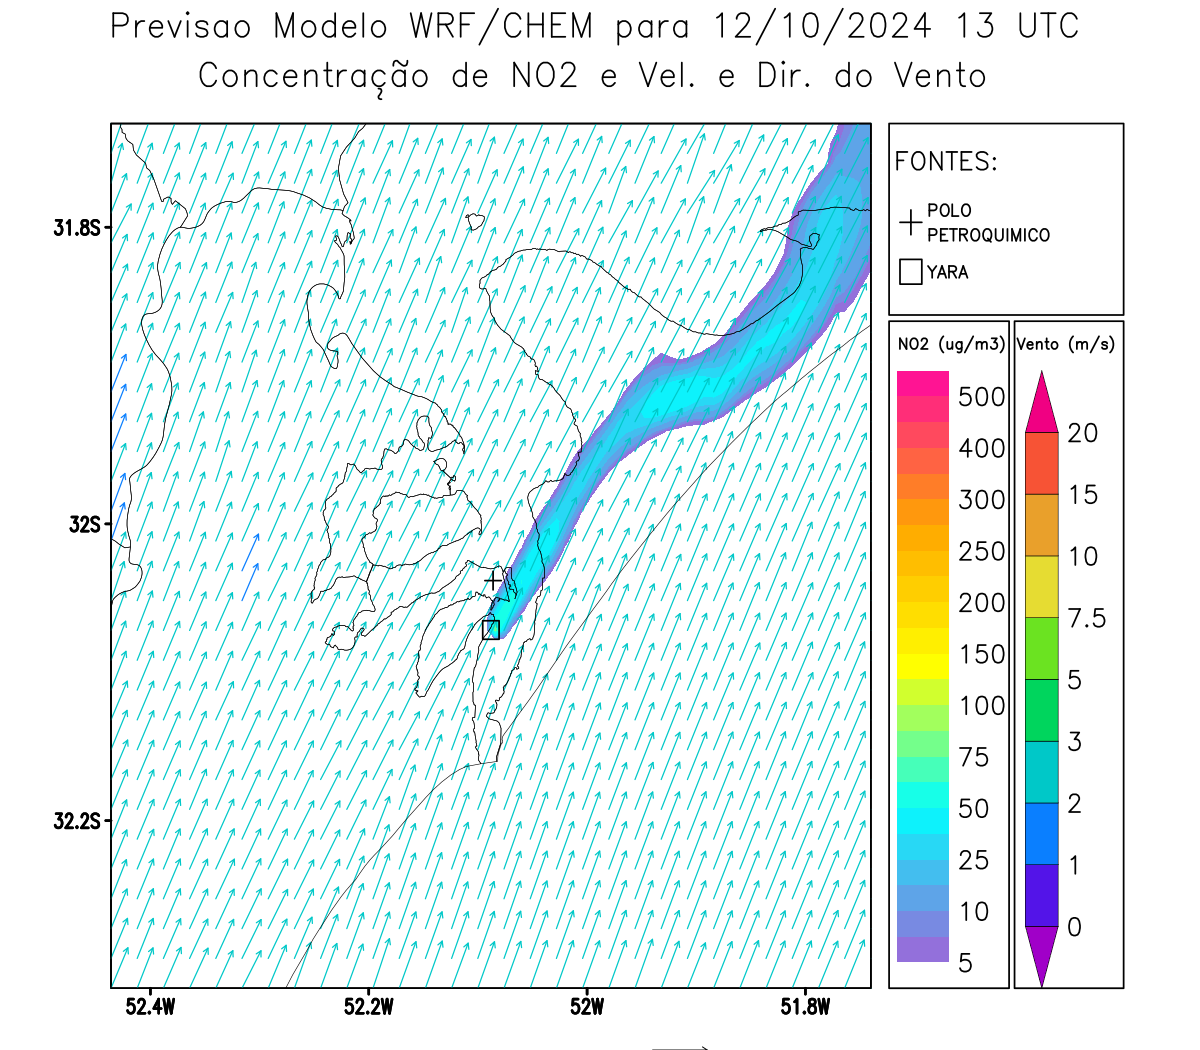 Previsao Modelo WRF/CHEM para 12/10/2024 13 UTC
Concentração de NO2 e Vel. e Dir. do Vento
FONTES:
POLO
PETROQUIMICO
YARA
NO2 (ug/m3)
500
400
300
250
200
150
100
75
50
25
10
5
Vento (m/s)
20
15
10
7.5
5
3
2
1
0
31.8S
32S
32.2S
52.4W
52.2W
52W
51.8W